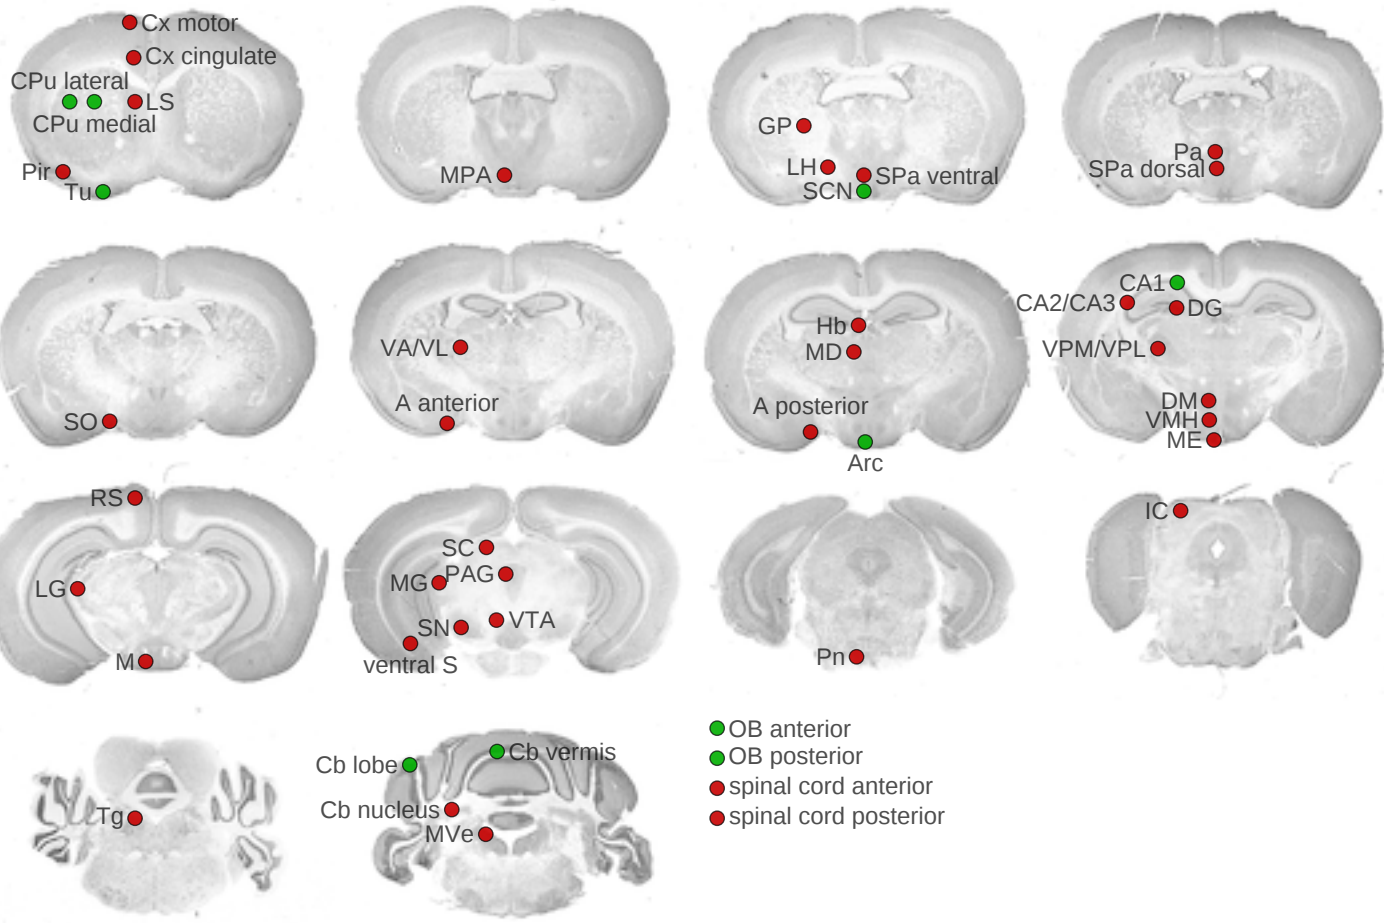 Cx motor
Cx cingulate
CPu lateral
LS
CPu medial
Pir
Tu
MPA
GP
LH
SPa ventral
SCN
Pa
SPa dorsal
SO
VA/VL
A anterior
Hb
MD
A posterior
Arc
CA1
CA2/CA3
DG
VPM/VPL
DM
VMH
ME
RS
LG
M
SC
MG
PAG
SN
VTA
ventral S
Pn
IC
Tg
Cb lobe
Cb vermis
Cb nucleus
MVe
OB anterior
OB posterior
spinal cord anterior
spinal cord posterior